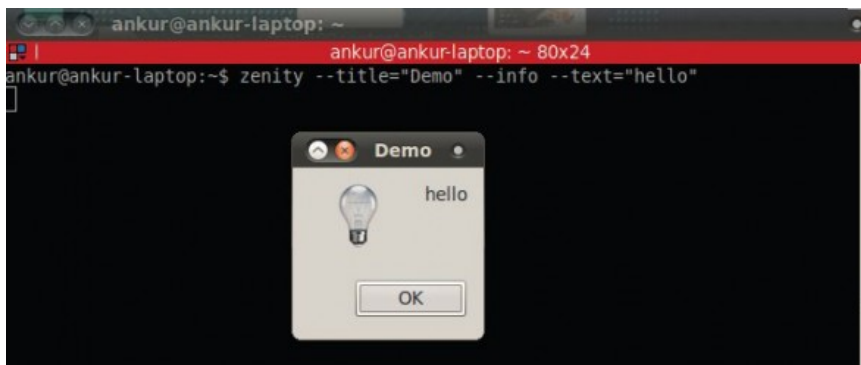 ankur@ankur-laptop: ~
ankur@ankur-laptop: ~ 80x24
ankur@ankur-laptop:~$ zenity --title="Demo" --info --text="hello"
Demo
hello
OK